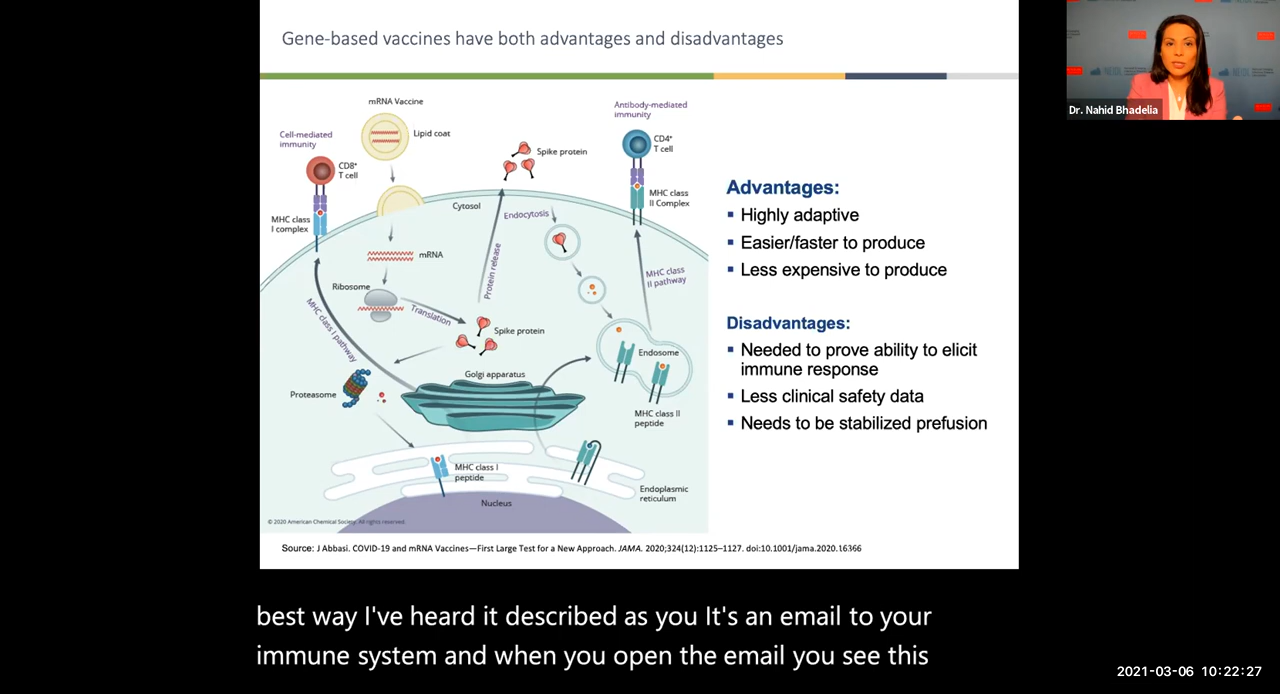 Gene-based vaccines have both advantages and disadvantages
Dr. Nahid Bhadelia
mRNA Vaccine
Lipid coat
Cell-mediated
immunity
CD8+
T cell
MHC class
I complex
Antibody-mediated
immunity
CD4+
T cell
MHC class
II Complex
Spike protein
Cytosol
Endocytosis
mRNA
Ribosome
Translation
Protein release
MHC class
II pathway
MHC class I pathway
Spike protein
Endosome
Golgi apparatus
Proteasome
MHC class II
peptide
MHC class I
peptide
Endoplasmic
reticulum
Nucleus
© 2020 American Chemical Society. All rights reserved.
Advantages:
▪ Highly adaptive
▪ Easier/faster to produce
▪ Less expensive to produce
Disadvantages:
▪ Needed to prove ability to elicit
immune response
▪ Less clinical safety data
▪ Needs to be stabilized prefusion
Source: J Abbasi. COVID-19 and mRNA Vaccines—First Large Test for a New Approach. JAMA. 2020;324(12):1125–1127. doi:10.1001/jama.2020.16366
best way I've heard it described as you It's an email to your
immune system and when you open the email you see this
2021-03-06 10:22:27